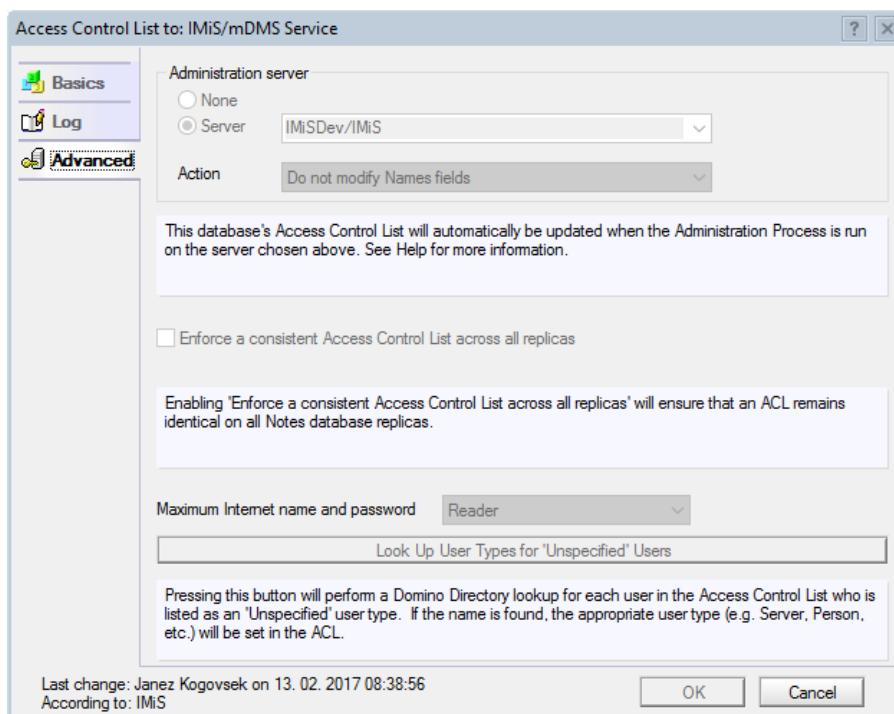 Access Control List to: IMiS/mDMS Service
?
Basics
Log
Advanced
Administration server
None
Server
IMiSDev/IMiS
Action
Do not modify Names fields
This database's Access Control List will automatically be updated when the Administration Process is run
on the server chosen above. See Help for more information.
Enforce a consistent Access Control List across all replicas
Enabling 'Enforce a consistent Access Control List across all replicas' will ensure that an ACL remains
identical on all Notes database replicas.
Maximum Internet name and password
Reader
Look Up User Types for 'Unspecified' Users
Pressing this button will perform a Domino Directory lookup for each user in the Access Control List who is
listed as an 'Unspecified' user type.  If the name is found, the appropriate user type (e.g. Server, Person,
etc.) will be set in the ACL.
Last change: Janez Kogovsek on 13. 02. 2017 08:38:56
According to: IMiS
OK
Cancel